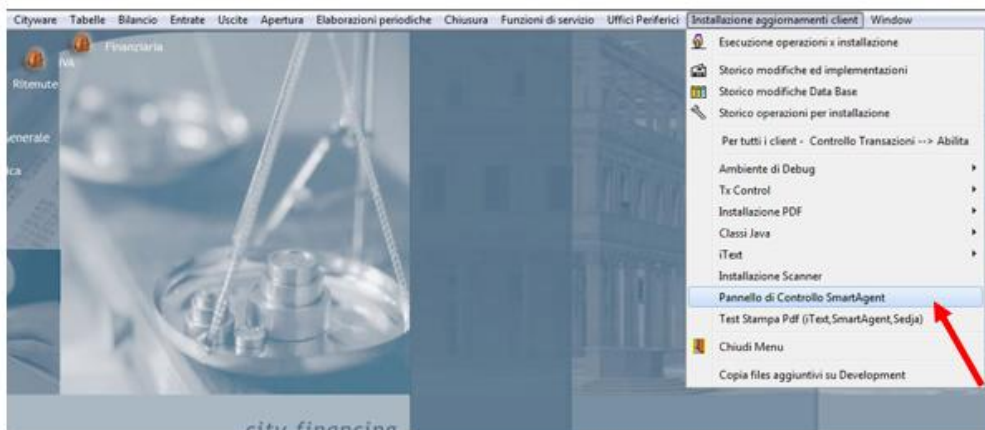 Cityware Tabelle Bilancio Entrate Uscite Apertura Elaborazioni periodiche Chiusura Funzioni di servizio Uffici Periferici Installazione aggiornamenti client Window
Finanziaria
IVA
Ritenute
enerale
ica
Esecuzione operazioni x installazione
Storico modifiche ed implementazioni
Storico modifiche Data Base
Storico operazioni per installazione
Per tutti i client - Controllo Transazioni --> Abilita
Ambiente di Debug
Tx Control
Installazione PDF
Classi Java
iText
Installazione Scanner
Pannello di Controllo SmartAgent
Test Stampa Pdf (iText,SmartAgent,Sedja)
Chiudi Menu
Copia files aggiuntivi su Development
city financing